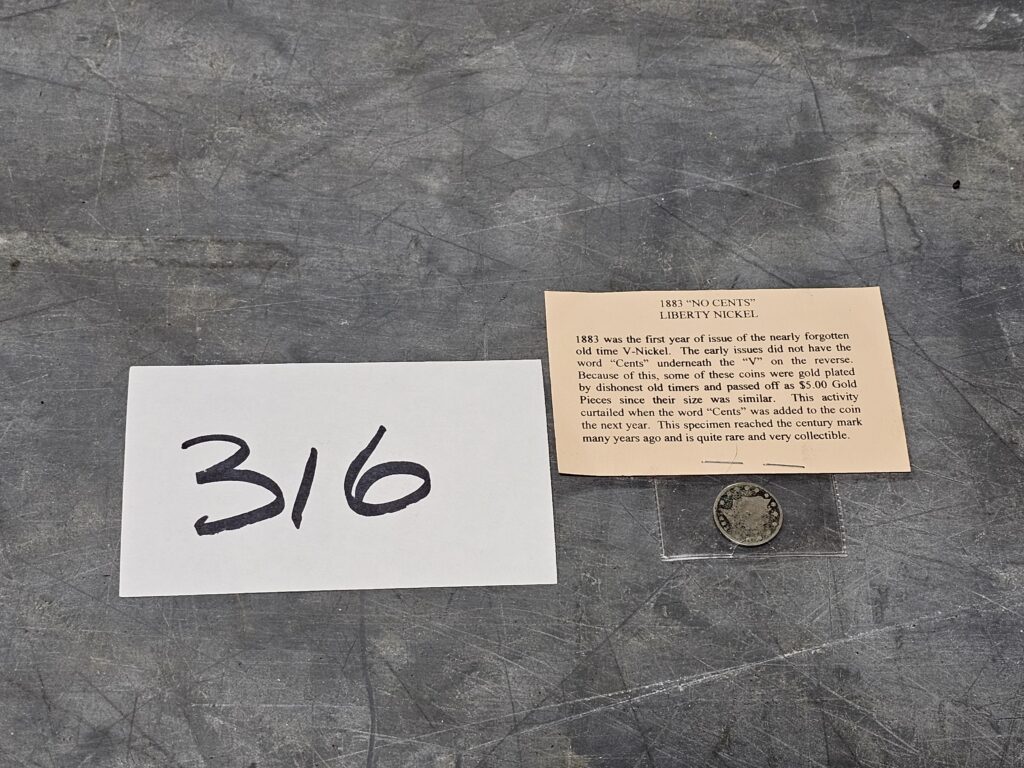 316
1883 "NO CENTS"
LIBERTY NICKEL
1883 was the first year of issue of the nearly forgotten
old time V-Nickel. The early issues did not have the
word "Cents" underneath the "V" on the reverse.
Because of this, some of these coins were gold plated
by dishonest old timers and passed off as $5.00 Gold
Pieces since their size was similar. This activity
curtailed when the word "Cents" was added to the coin
the next year. This specimen reached the century mark
many years ago and is quite rare and very collectible.